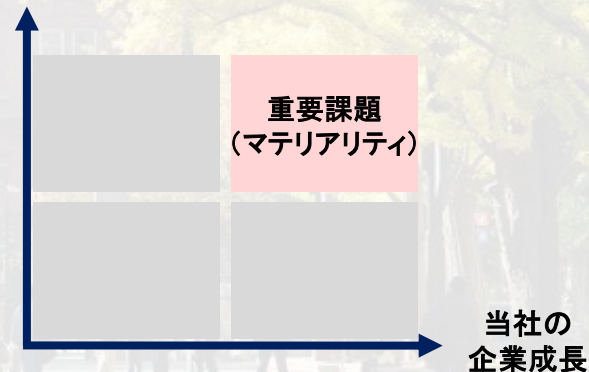 重要課題
（マテリアリティ）
当社の
企業成長